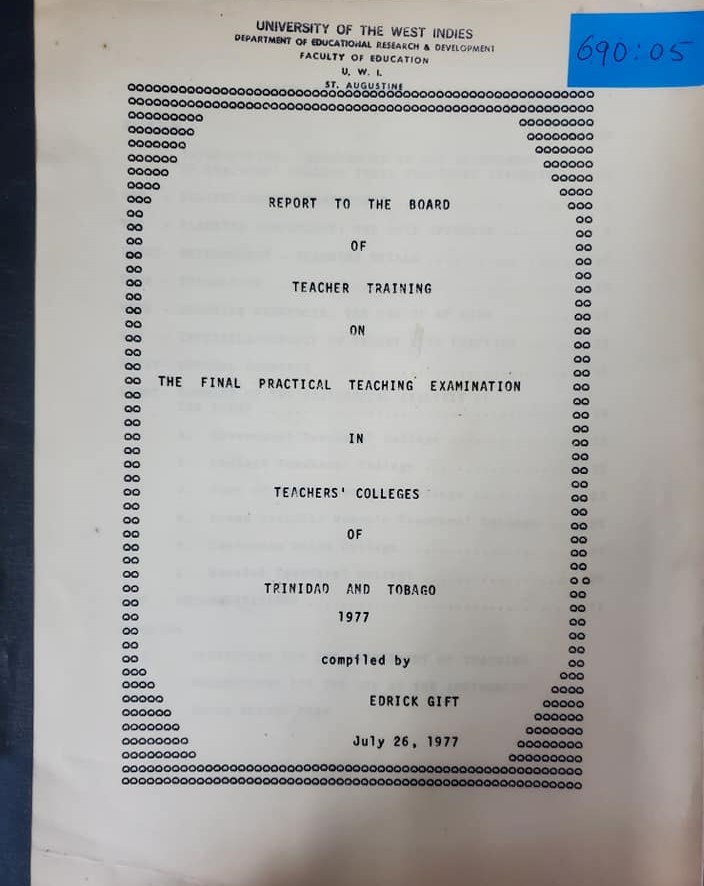 UNIVERSITY OF THE WEST INDIES
DEPARTMENT OF EDUCATIONAL RESEARCH & DEVELOPMENT
FACULTY OF EDUCATION
U. W. I.
ST. AUGUSTINE
690:05
REPORT TO THE BOARD
OF
TEACHER TRAINING
ON
THE FINAL PRACTICAL TEACHING EXAMINATION
IN
TEACHERS' COLLEGES
OF
TRINIDAD AND TOBAGO
1977
compiled by
EDRICK GIFT
July 26, 1977